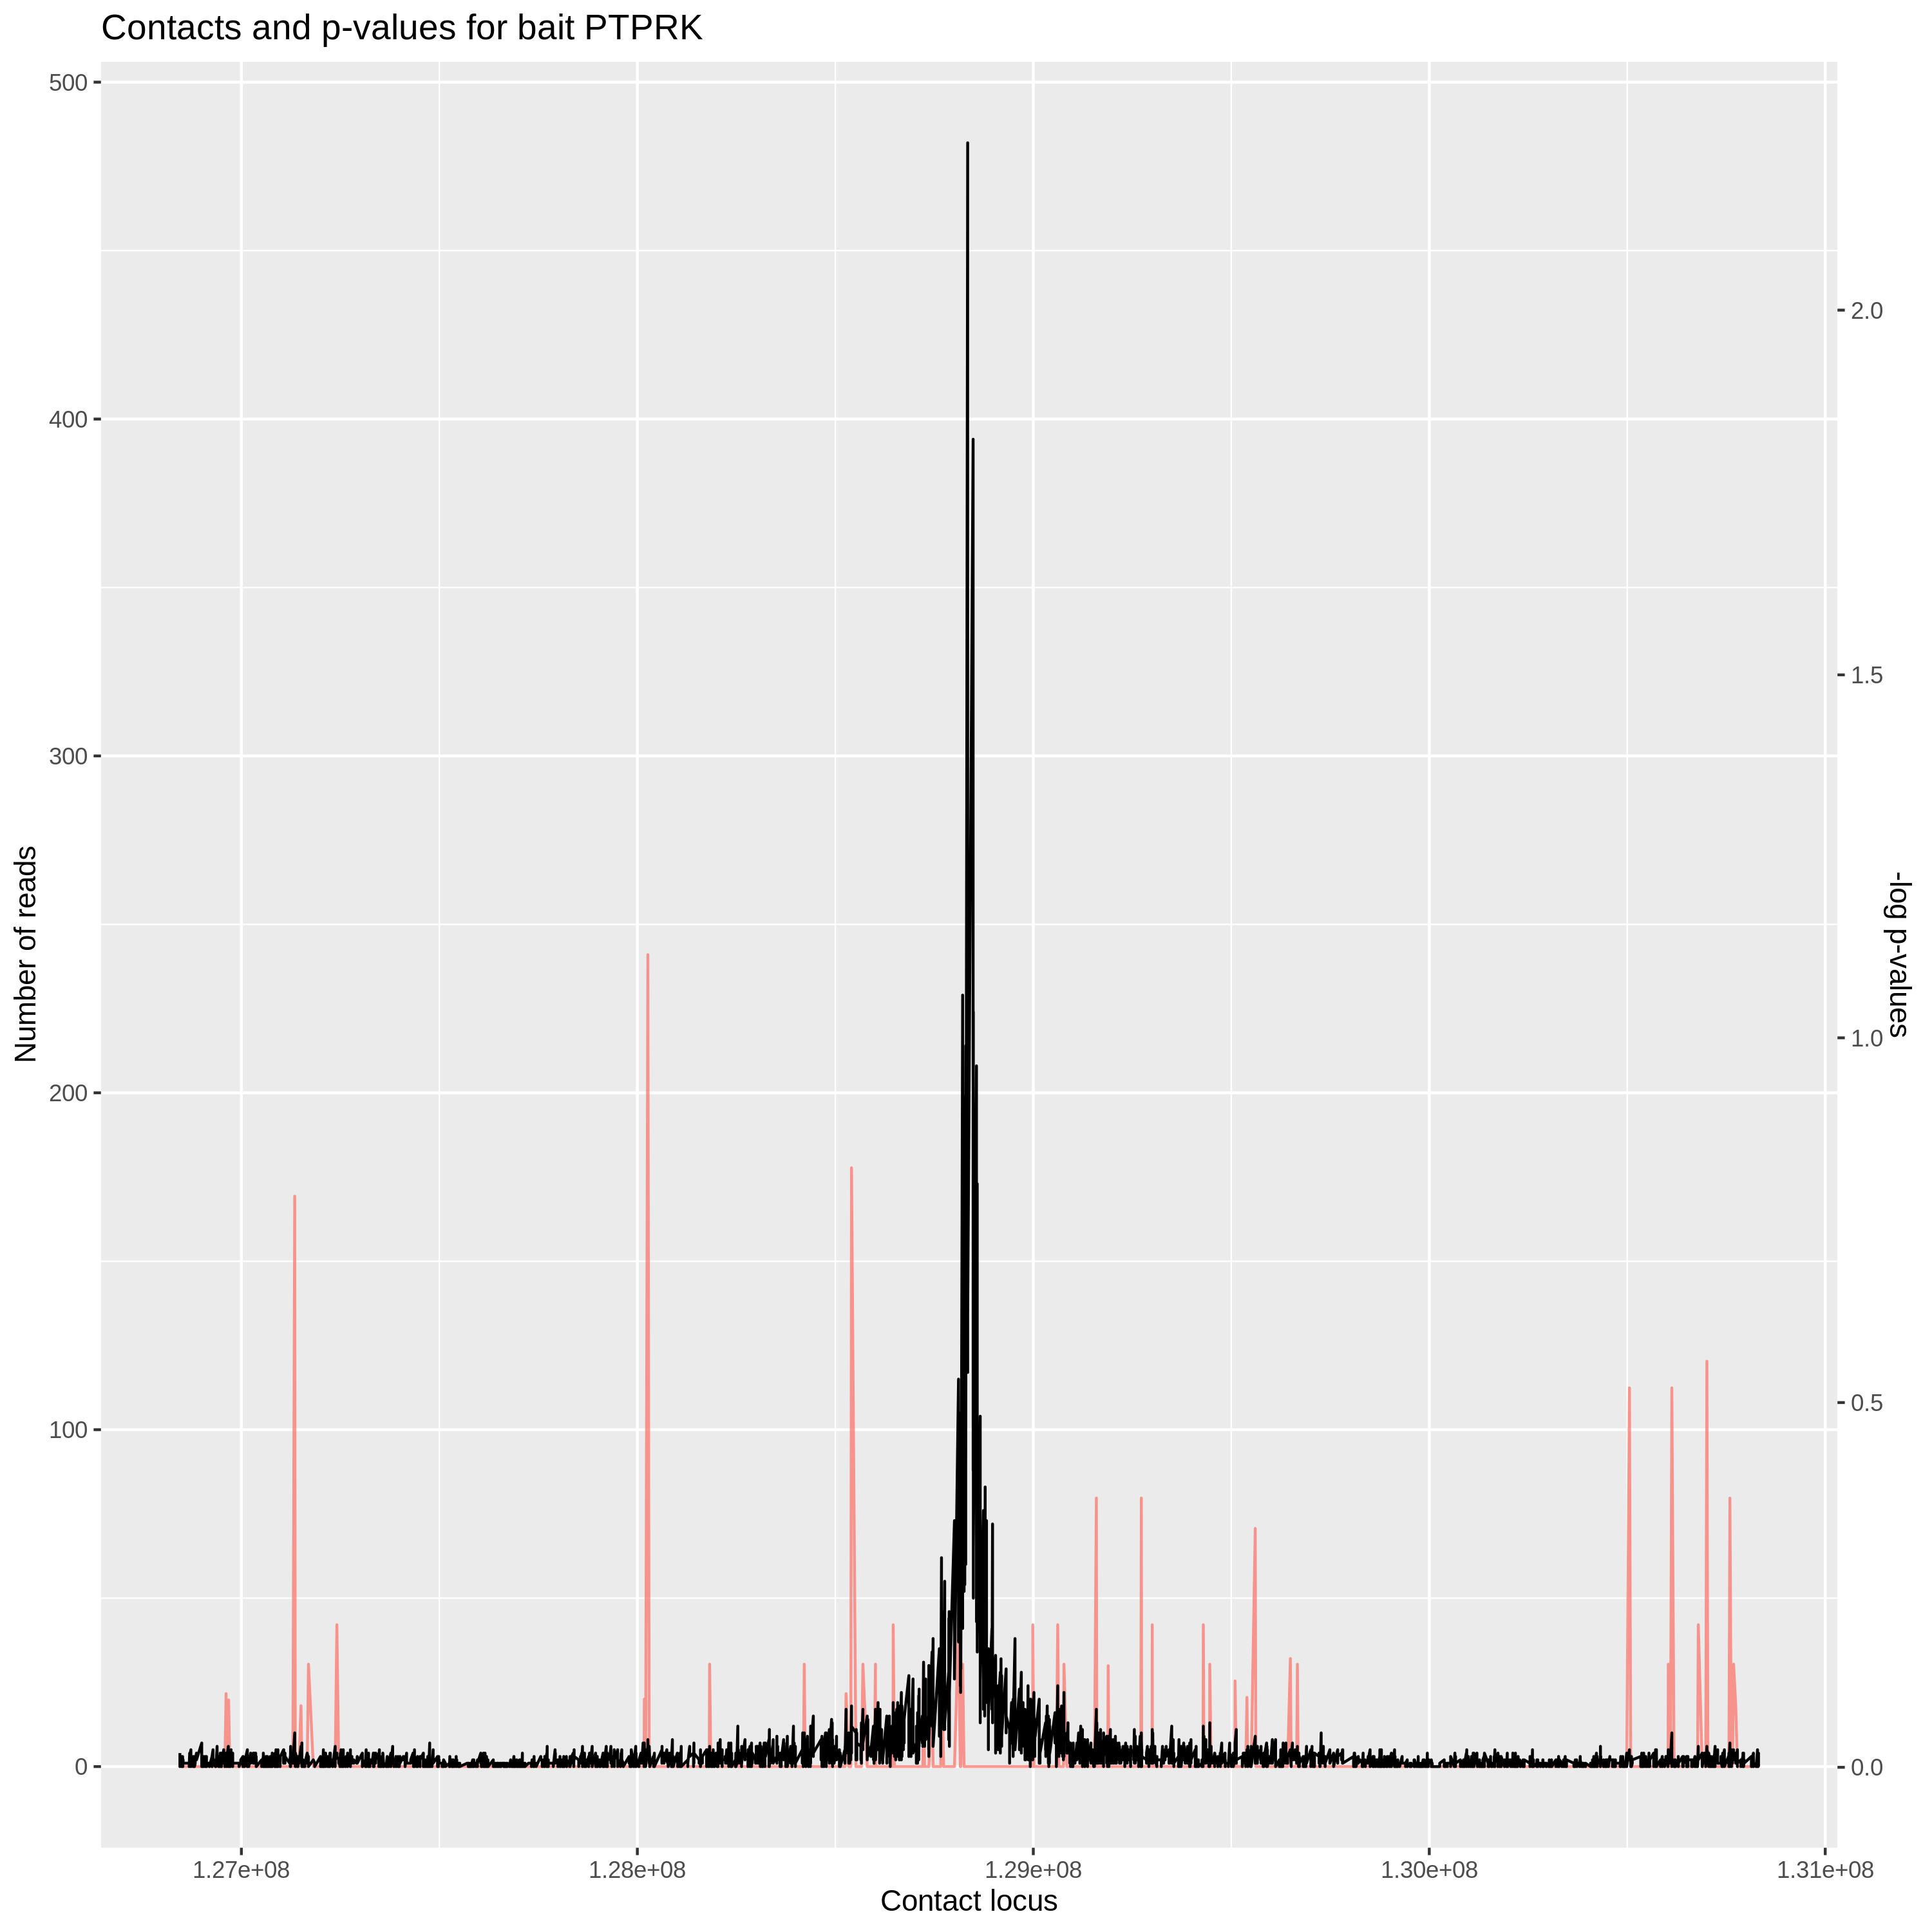 Contacts and p-values for bait PTPRK
500
400
300
200
100
0
Number of reads
2.0
1.5
1.0
0.5
0.0
-log p-values
1.27e+08
1.28e+08
1.29e+08
1.30e+08
1.31e+08
Contact locus